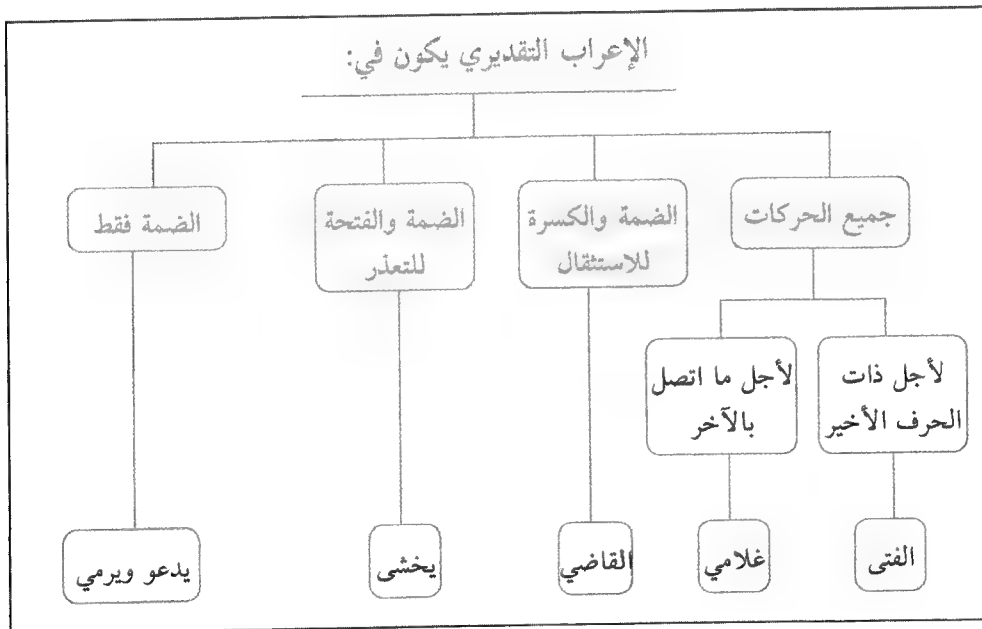 الإعراب التقديري يكون في:
جميع الحركات
الضمة والكسرة
للاستثقال
الضمة والفتحة
للتعذر
الضمة فقط
لأجل ذات
الحرف الأخير
لأجل ما اتصل
بالآخر
الفتى
غلامي
القاضي
يخشى
يدعو ويرمي